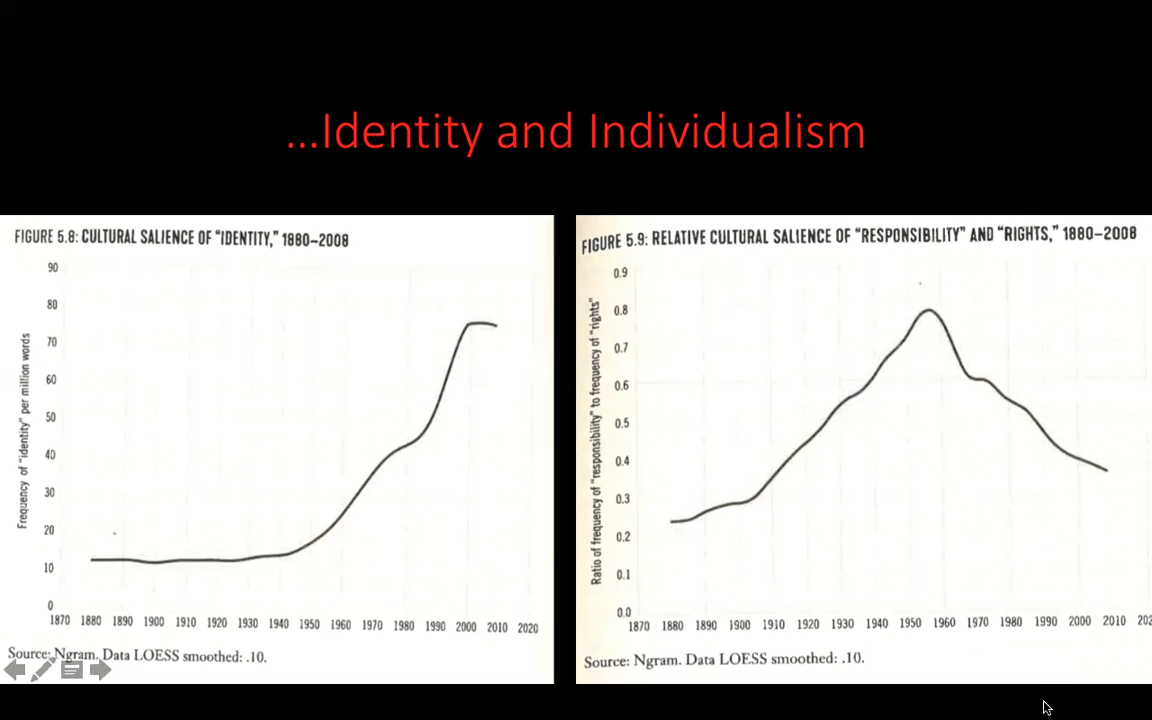 ...Identity and Individualism
FIGURE 5.8: CULTURAL SALIENCE OF "IDENTITY," 1880–2008
Frequency of "identity" per million words
90
80
70
60
50
40
30
20
10
0
1870 1880 1890 1900 1910 1920 1930 1940 1950 1960 1970 1980 1990 2000 2010 2020
Source: Ngram. Data LOESS smoothed: .10.
FIGURE 5.9: RELATIVE CULTURAL SALIENCE OF "RESPONSIBILITY" AND "RIGHTS," 1880–2008
Ratio of frequency of "responsibility" to frequency of "rights"
0.9
0.8
0.7
0.6
0.5
0.4
0.3
0.2
0.1
0.0
1870 1880 1890 1900 1910 1920 1930 1940 1950 1960 1970 1980 1990 2000 2010 202
Source: Ngram. Data LOESS smoothed: .10.